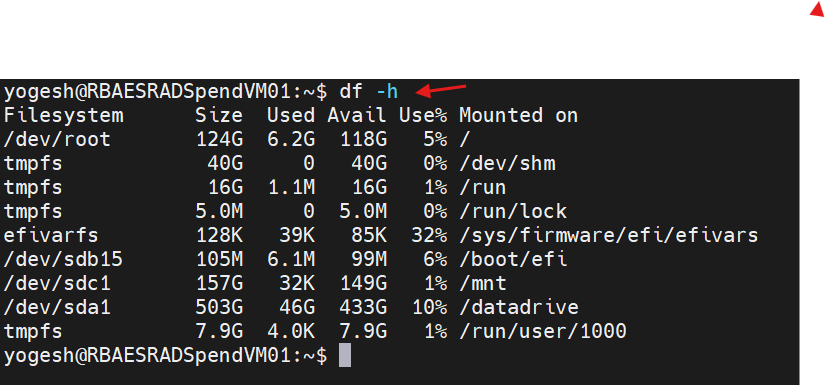 yogesh@RBAESRADSpendVM01:~$ df -h
Filesystem      Size  Used Avail Use% Mounted on
/dev/root       124G  6.2G  118G   5% /
tmpfs            40G     0   40G   0% /dev/shm
tmpfs            16G  1.1M   16G   1% /run
tmpfs           5.0M     0  5.0M   0% /run/lock
efivarfs        128K   39K   85K  32% /sys/firmware/efi/efivars
/dev/sdb15      105M  6.1M   99M   6% /boot/efi
/dev/sdc1       157G   32K  149G   1% /mnt
/dev/sda1       503G   46G  433G  10% /datadrive
tmpfs           7.9G  4.0K  7.9G   1% /run/user/1000
yogesh@RBAESRADSpendVM01:~$